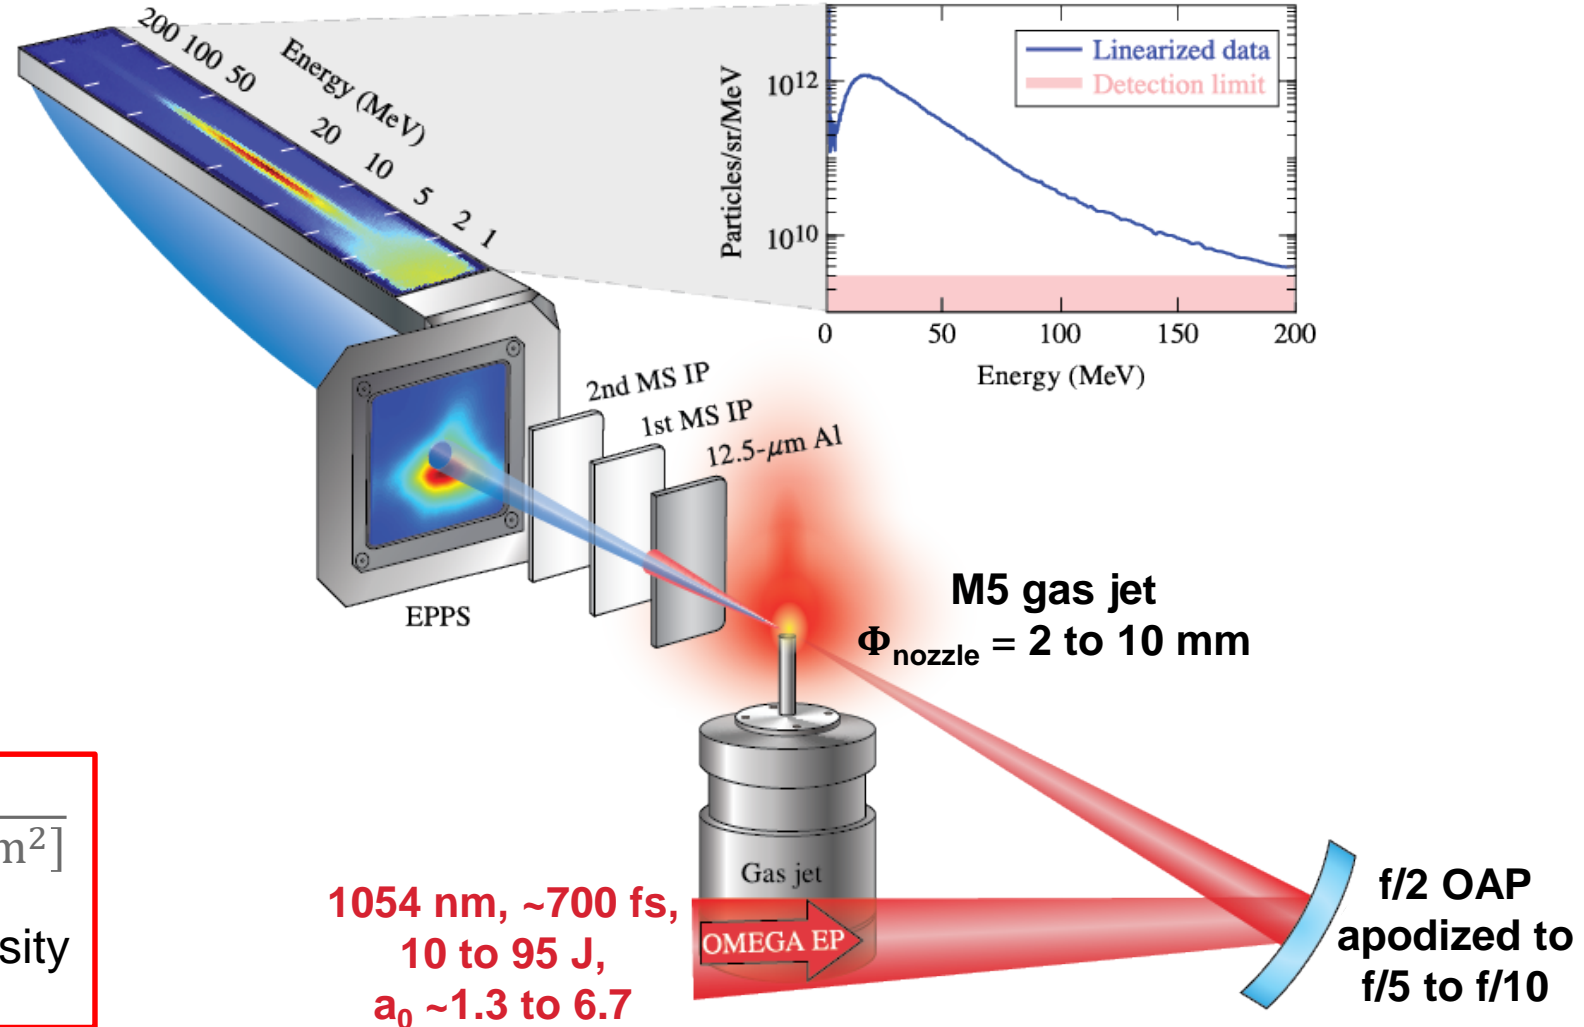 200 100 50 20 10 5 2 1
Energy (MeV)
Particles/sr/MeV
10¹²
10¹⁰
Linearized data
Detection limit
0 50 100 150 200
Energy (MeV)
2nd MS IP
1st MS IP
12.5-μm Al
EPPS
M5 gas jet
Φnozzle = 2 to 10 mm
Gas jet
OMEGA EP
1054 nm, ~700 fs,
10 to 95 J,
a₀ ~1.3 to 6.7
f/2 OAP
apodized to
f/5 to f/10
m²]
sity